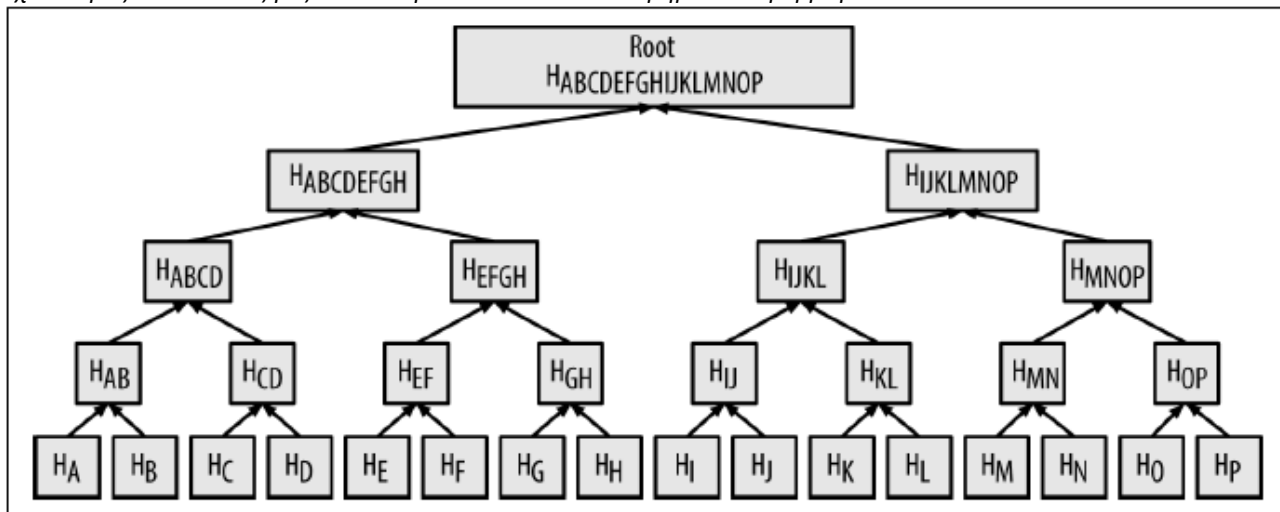 Root
HABCDEFGHIJKLMNOP
HABCDEFGH HIJKLMNOP
HABCD HEFGH HIJKL HMNOP
HAB HCD HEF HGH HIJ HKL HMN HOP
HA HB HC HD HE HF HG HH HI HJ HK HL HM HN HO HP